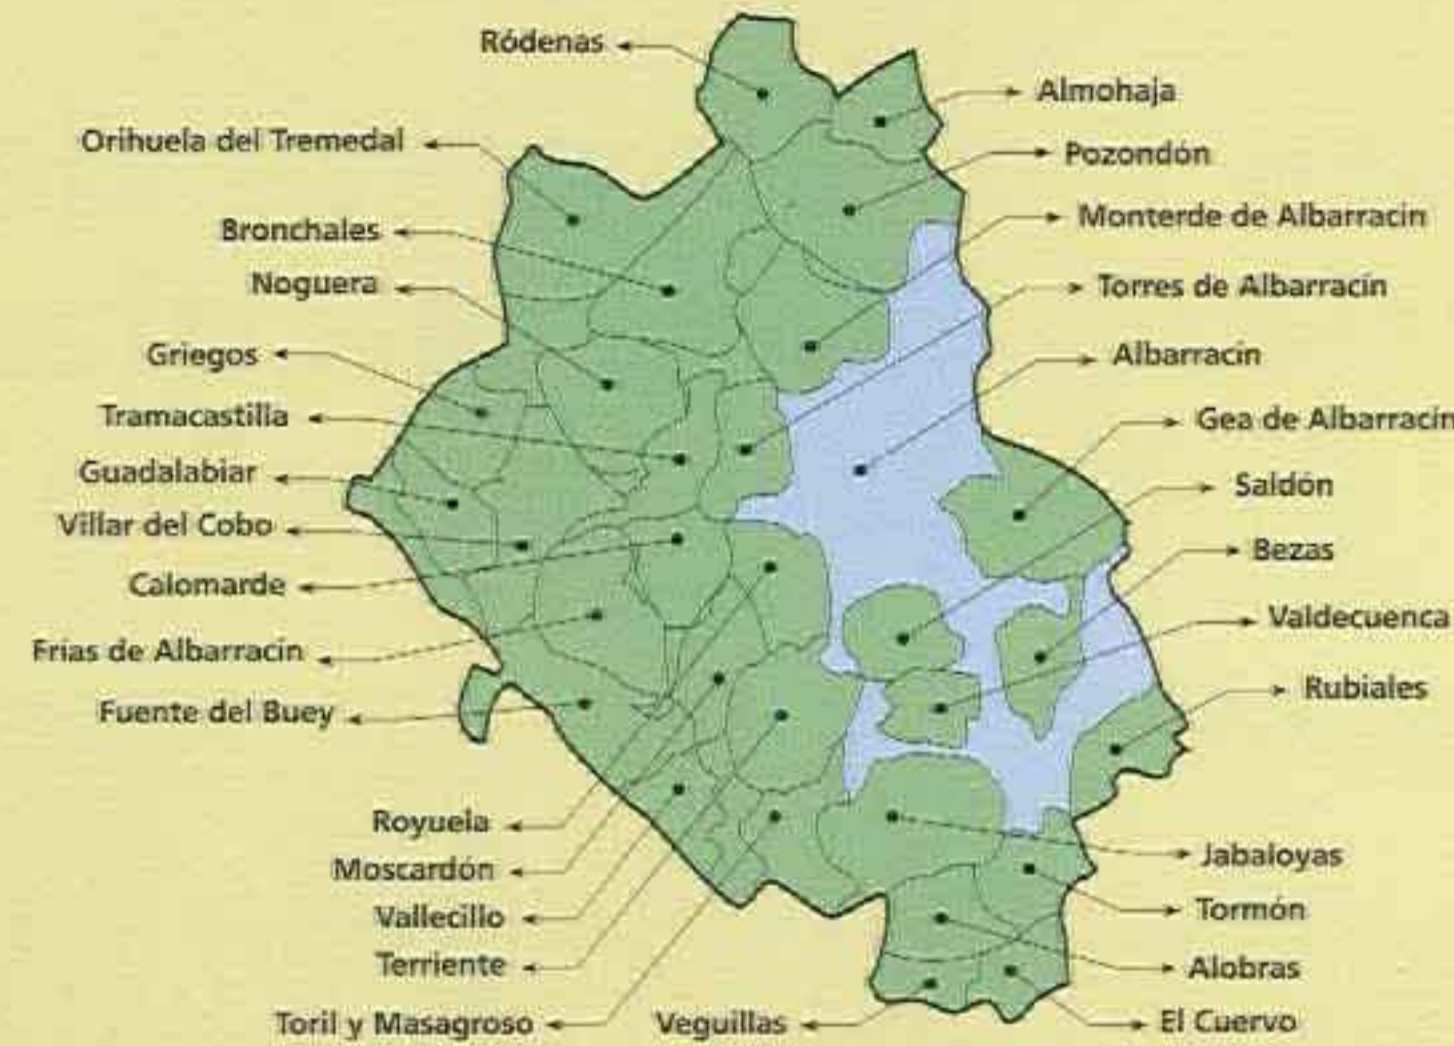 Ródenas
Almohaja
Orihuela del Tremedal
Pozondón
Bronchales
Monterde de Albarracín
Noguera
Torres de Albarracín
Griegos
Albarracín
Tramacastilla
Gea de Albarracín
Guadalabiar
Saldón
Villar del Cobo
Bezas
Calomarde
Valdecuenca
Frías de Albarracín
Rubiales
Fuente del Buey
Royuela
Jabaloyas
Moscardón
Vallecillo
Tormón
Terriente
Alobras
Toril y Masagroso
Veguillas
El Cuervo